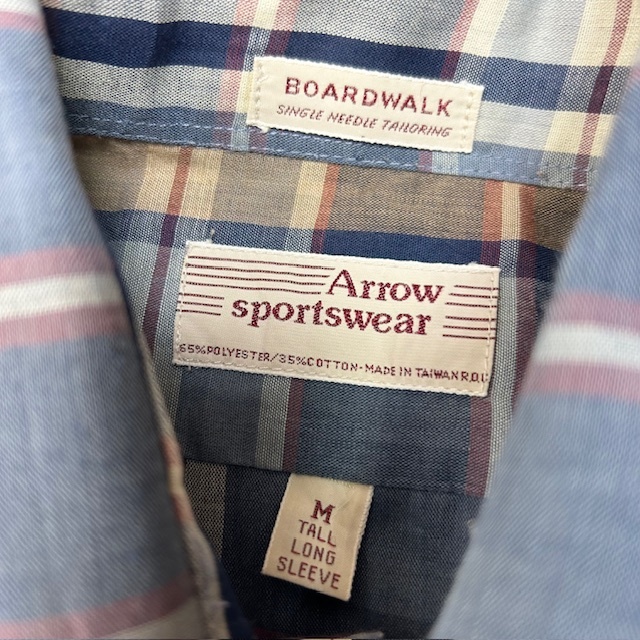 BOARDWALK
SINGLE NEEDLE TAILORING
Arrow
sportswear
65%POLYESTER/35%COTTON-MADE IN TAIWAN R.O.C
M
TALL
LONG
SLEEVE